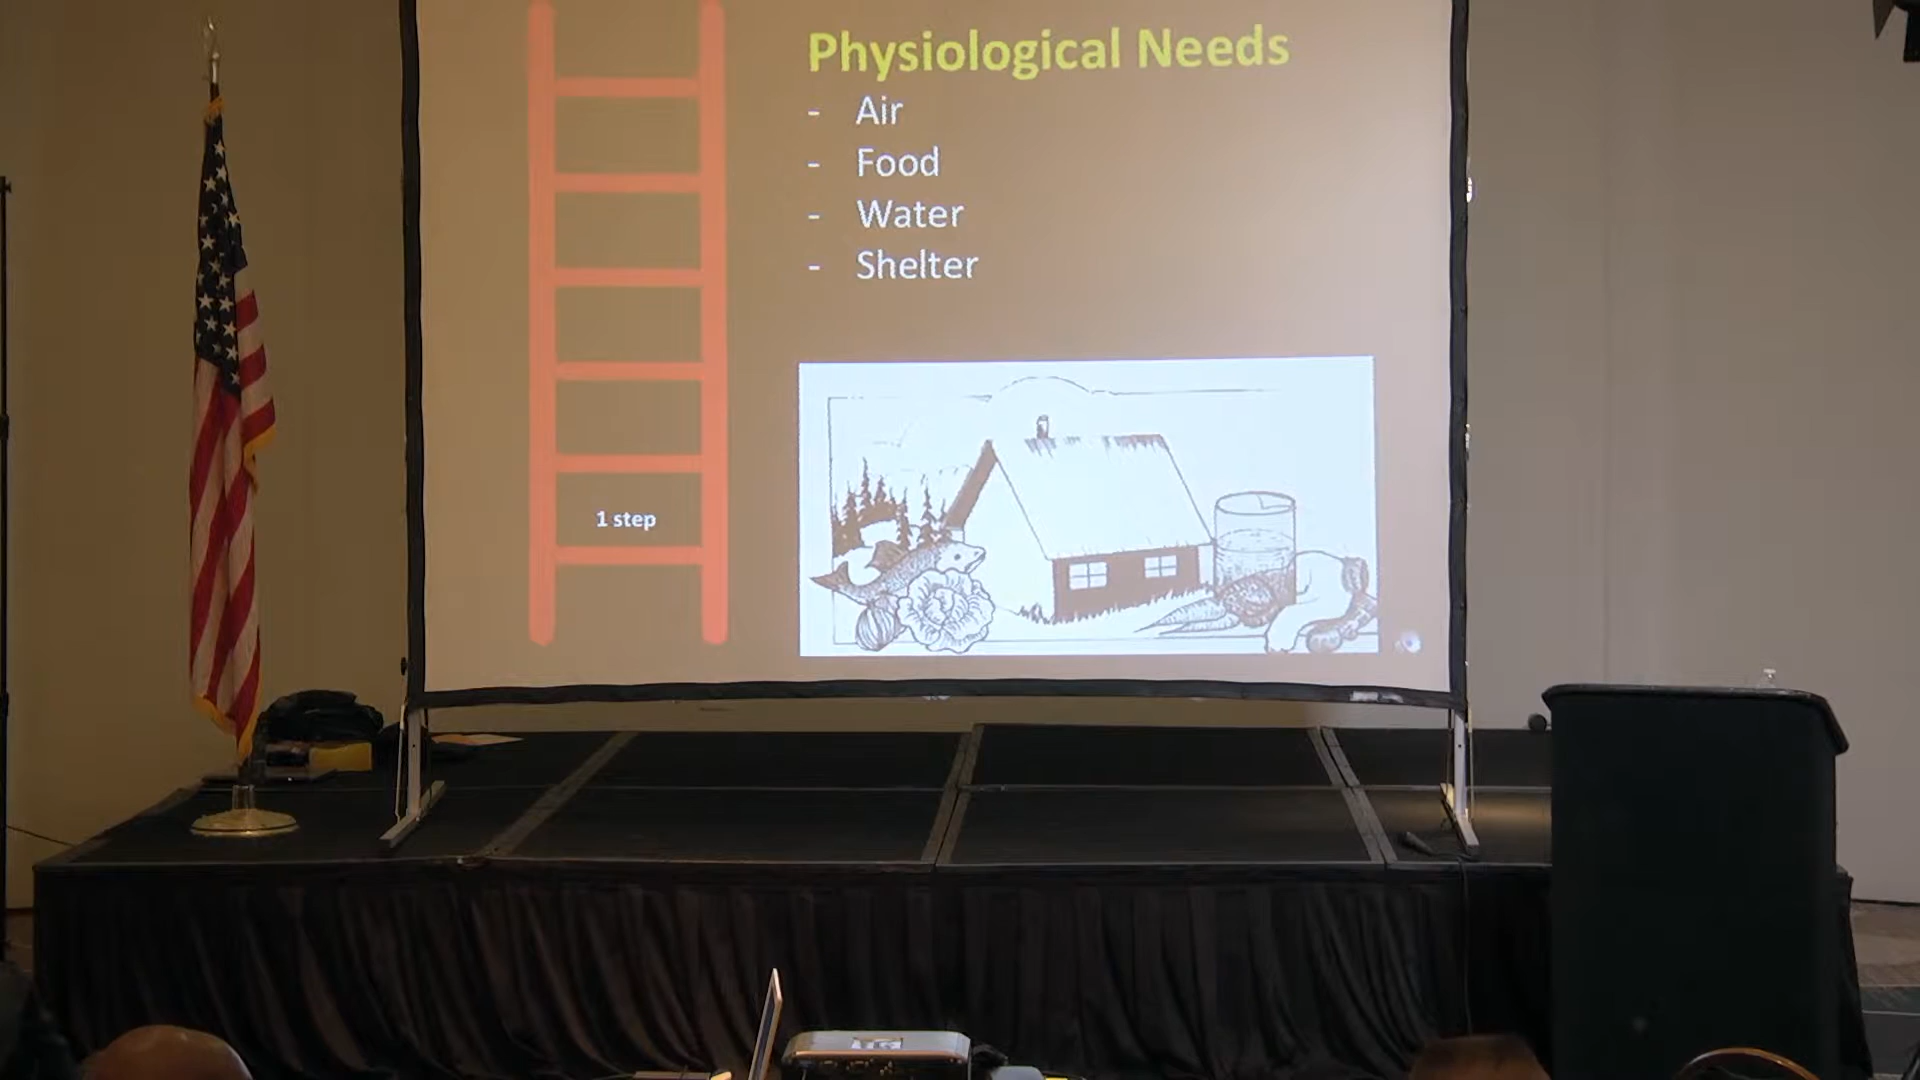 Physiological Needs
- Air
- Food
- Water
- Shelter
1 step